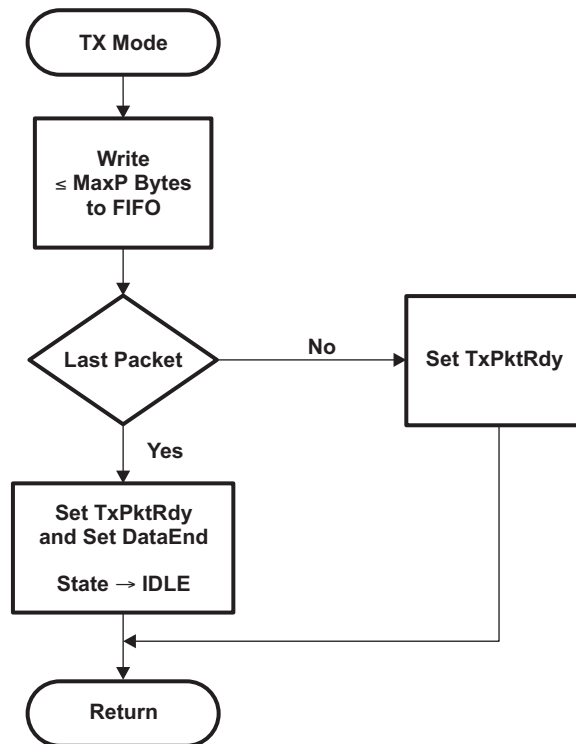 TX Mode
Write
≤ MaxP Bytes
to FIFO
Last Packet
No
Set TxPktRdy
Yes
Set TxPktRdy
and Set DataEnd
State → IDLE
Return